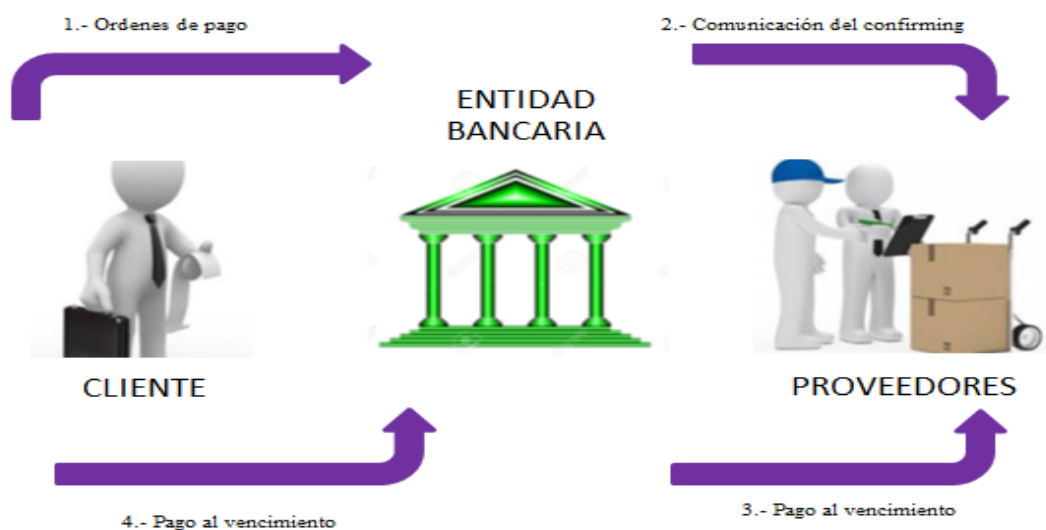 1.- Ordenes de pago
2.- Comunicación del confirming
ENTIDAD
BANCARIA
CLIENTE
PROVEEDORES
4.- Pago al vencimiento
3.- Pago al vencimiento